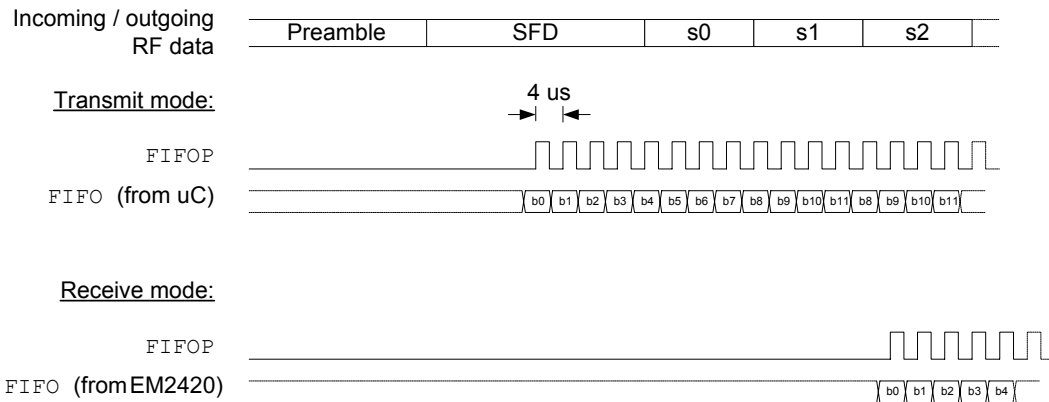 Incoming / outgoing
RF data
Preamble SFD s0 s1 s2
Transmit mode:
4 us
FIFOP
FIFO (from uC)
b0 b1 b2 b3 b4 b5 b6 b7 b8 b9 b10 b11 b8 b9 b10 b11
Receive mode:
FIFOP
FIFO (from EM2420)
b0 b1 b2 b3 b4